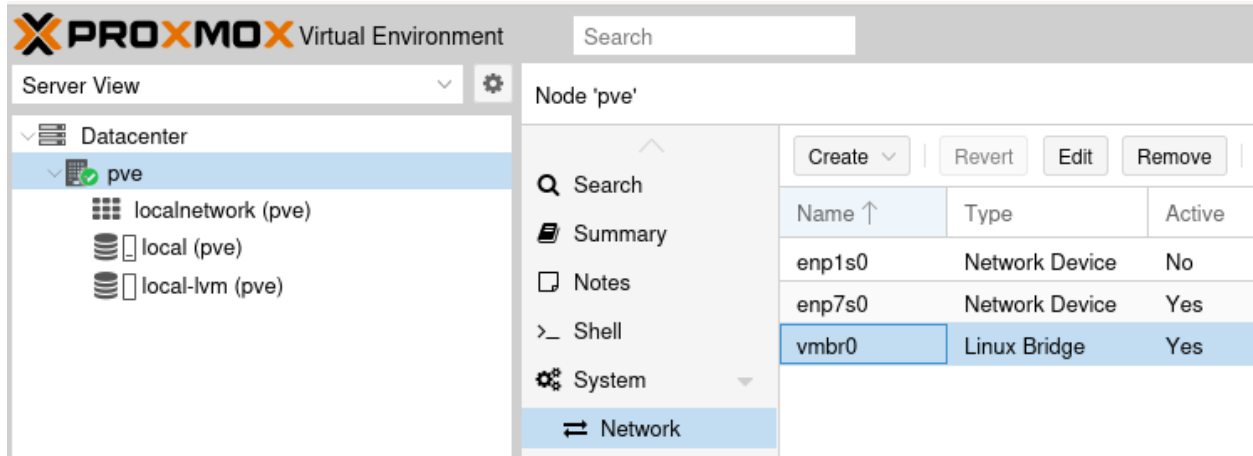 PROXMOX Virtual Environment
Search
Server View
Datacenter
pve
localnetwork (pve)
local (pve)
local-lvm (pve)
Node 'pve'
Search
Summary
Notes
>_ Shell
System
Network
Create Revert Edit Remove
Name ↑ Type Active
enp1s0 Network Device No
enp7s0 Network Device Yes
vmbr0 Linux Bridge Yes